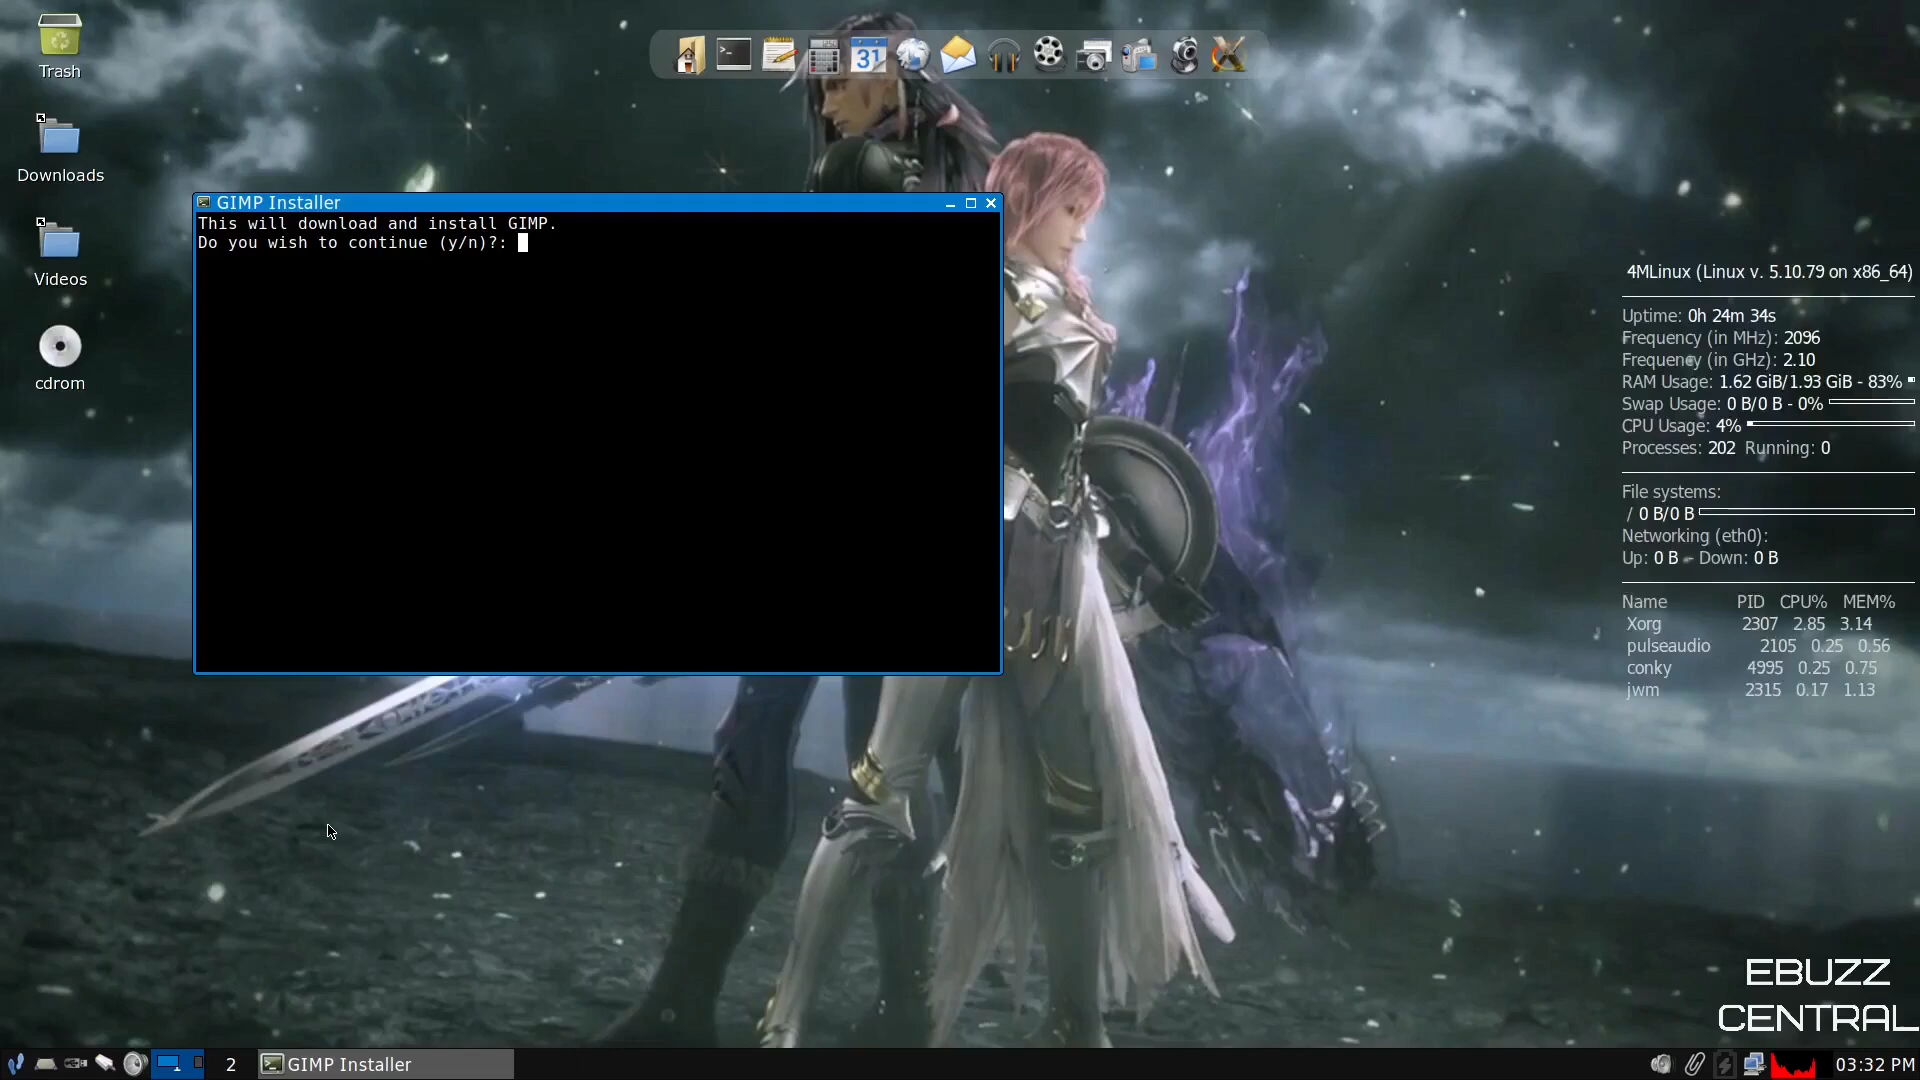 Trash
Downloads
Videos
cdrom
31
GIMP Installer
This will download and install GIMP.
Do you wish to continue (y/n)?:
4MLinux (Linux v. 5.10.79 on x86_64)
Uptime: 0h 24m 34s
Frequency (in MHz): 2096
Frequency (in GHz): 2.10
RAM Usage: 1.62 GiB/1.93 GiB - 83%
Swap Usage: 0 B/0 B - 0%
CPU Usage: 4%
Processes: 202 Running: 0
File systems:
/ 0 B/0 B
Networking (eth0):
Up: 0 B - Down: 0 B
Name PID CPU% MEM%
Xorg 2307 2.85 3.14
pulseaudio 2105 0.25 0.56
conky 4995 0.25 0.75
jwm 2315 0.17 1.13
EBUZZ
CENTRAL
1 2 GIMP Installer 03:32 PM